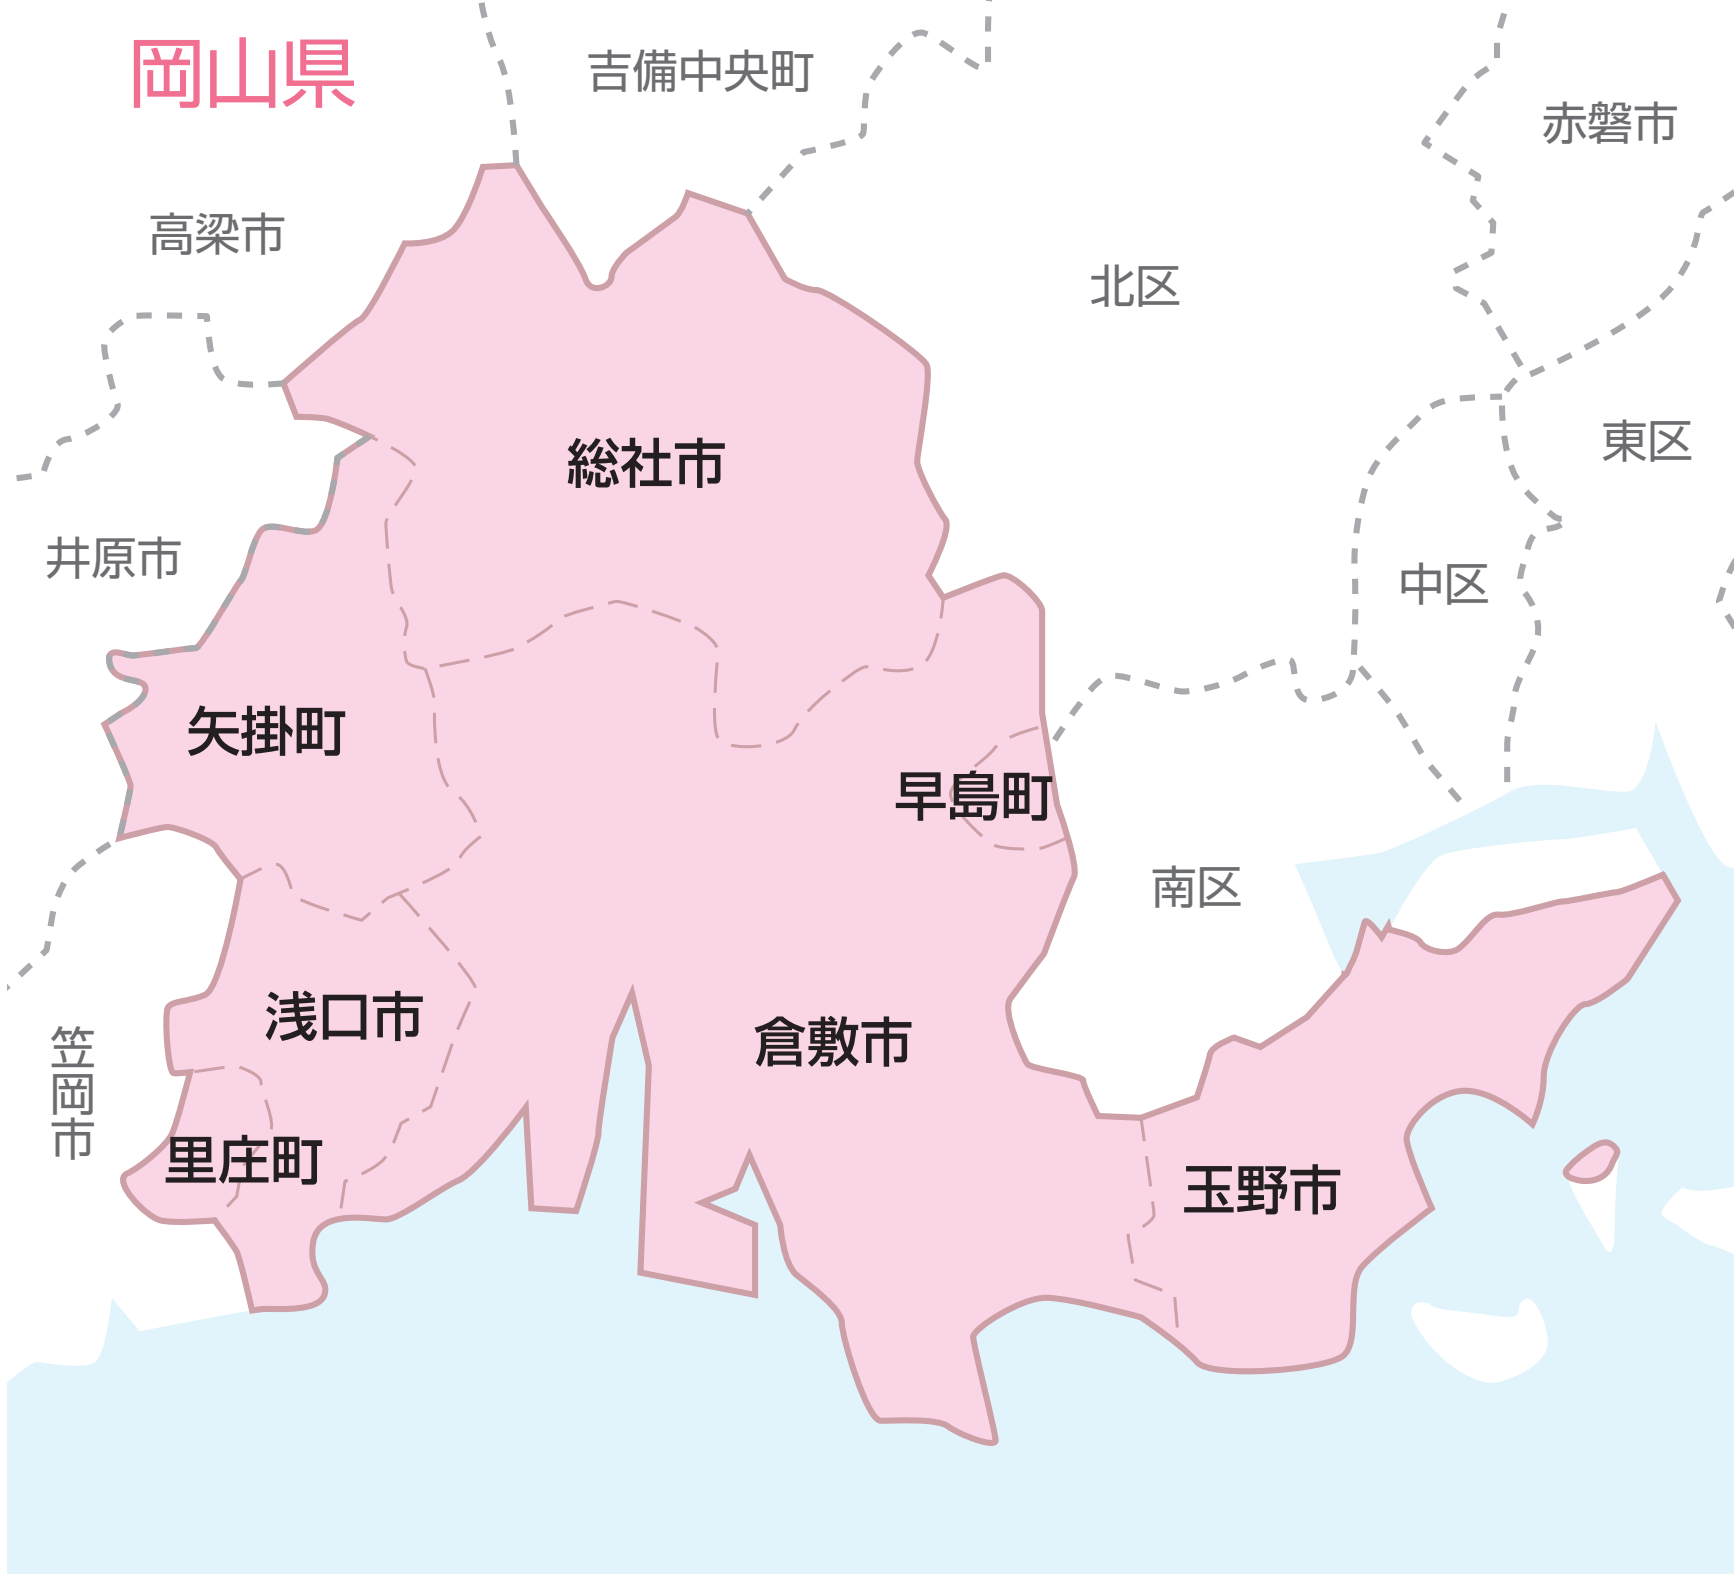 岡山県
吉備中央町
赤磐市
高梁市
北区
総社市
東区
井原市
中区
矢掛町
早島町
南区
浅口市
倉敷市
笠岡市
里庄町
玉野市